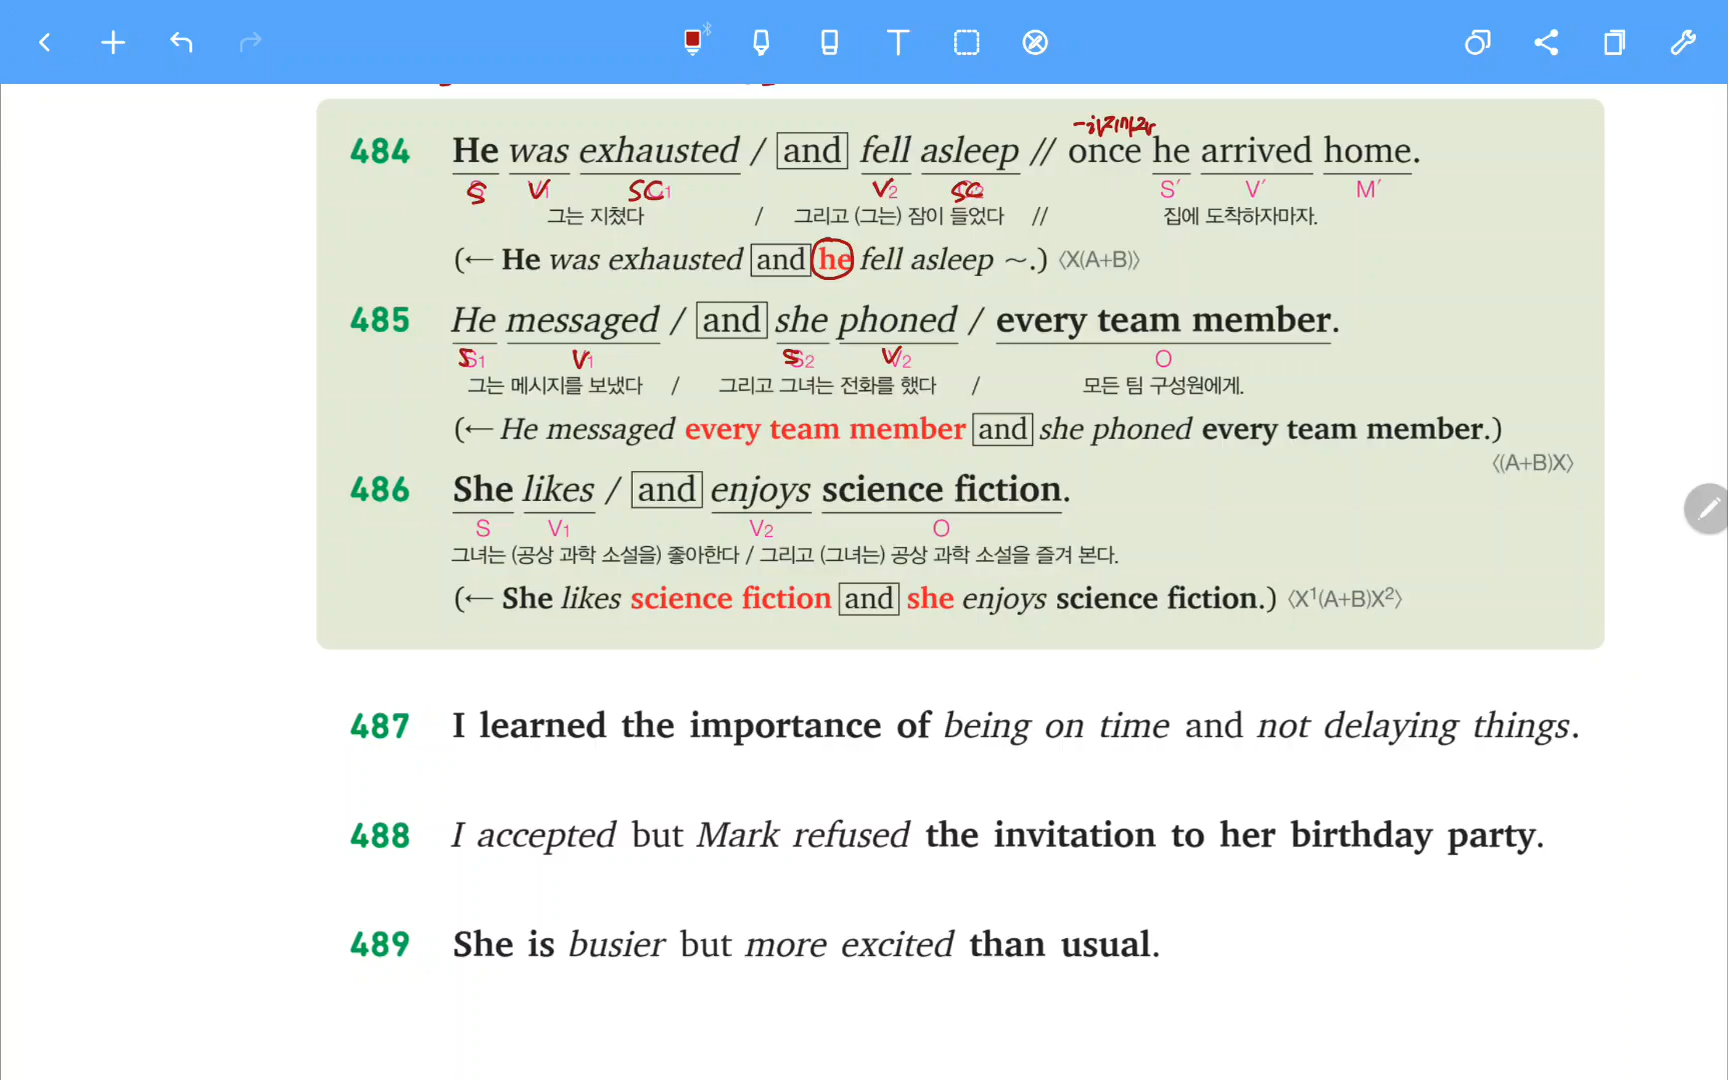 484 He was exhausted / and fell asleep // once he arrived home.
S V1 SC1 V2 SC S′ V′ M′
그는 지쳤다 / 그리고 (그는) 잠이 들었다 // 집에 도착하자마자.
(← He was exhausted and he fell asleep ~.) 〈X(A+B)〉
485 He messaged / and she phoned / every team member.
S1 V1 S2 V2 O
그는 메시지를 보냈다 / 그리고 그녀는 전화를 했다 / 모든 팀 구성원에게.
(← He messaged every team member and she phoned every team member.)
〈(A+B)X〉
486 She likes / and enjoys science fiction.
S V1 V2 O
그녀는 (공상 과학 소설을) 좋아한다 / 그리고 (그녀는) 공상 과학 소설을 즐겨 본다.
(← She likes science fiction and she enjoys science fiction.) 〈X¹(A+B)X²〉
487 I learned the importance of being on time and not delaying things.
488 I accepted but Mark refused the invitation to her birthday party.
489 She is busier but more excited than usual.